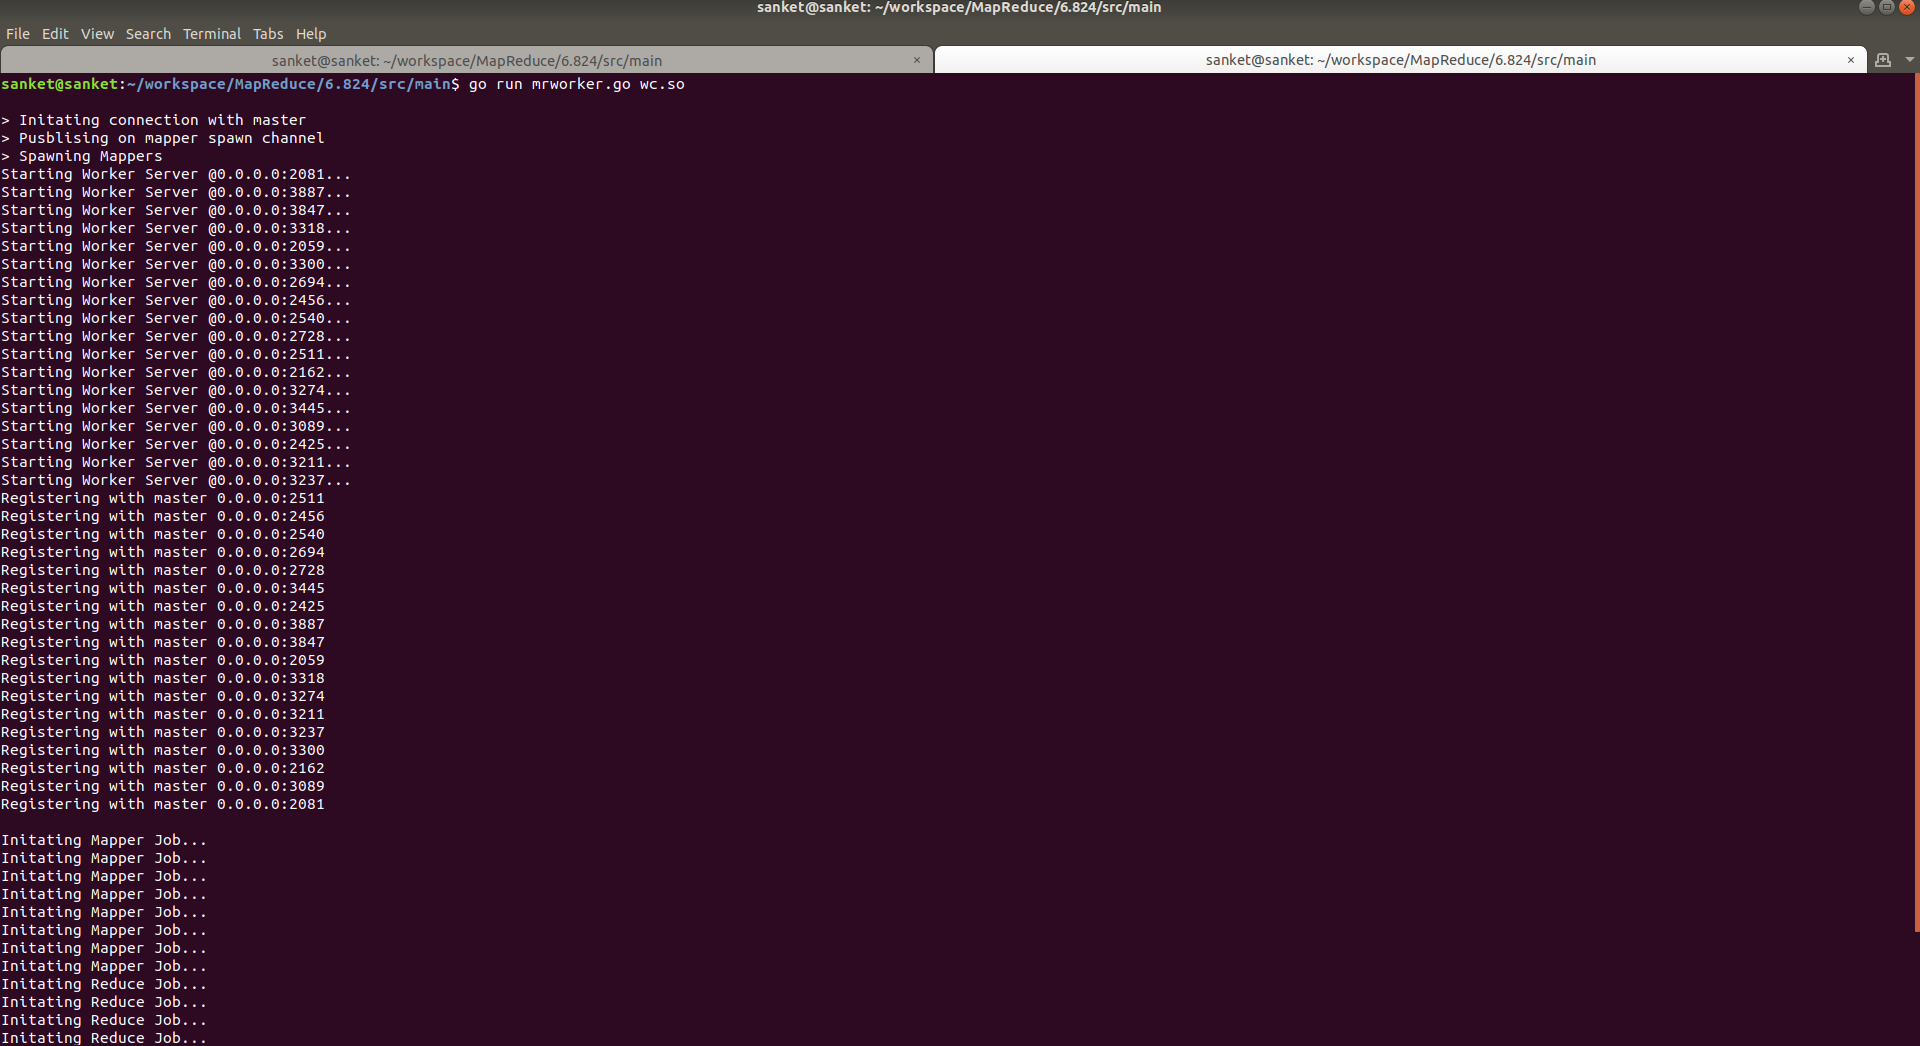 sanket@sanket: ~/workspace/MapReduce/6.824/src/main
File Edit View Search Terminal Tabs Help
sanket@sanket: ~/workspace/MapReduce/6.824/src/main × sanket@sanket: ~/workspace/MapReduce/6.824/src/main ×
sanket@sanket:~/workspace/MapReduce/6.824/src/main$ go run mrworker.go wc.so
> Initating connection with master
> Pusblising on mapper spawn channel
> Spawning Mappers
Starting Worker Server @0.0.0.0:2081...
Starting Worker Server @0.0.0.0:3887...
Starting Worker Server @0.0.0.0:3847...
Starting Worker Server @0.0.0.0:3318...
Starting Worker Server @0.0.0.0:2059...
Starting Worker Server @0.0.0.0:3300...
Starting Worker Server @0.0.0.0:2694...
Starting Worker Server @0.0.0.0:2456...
Starting Worker Server @0.0.0.0:2540...
Starting Worker Server @0.0.0.0:2728...
Starting Worker Server @0.0.0.0:2511...
Starting Worker Server @0.0.0.0:2162...
Starting Worker Server @0.0.0.0:3274...
Starting Worker Server @0.0.0.0:3445...
Starting Worker Server @0.0.0.0:3089...
Starting Worker Server @0.0.0.0:2425...
Starting Worker Server @0.0.0.0:3211...
Starting Worker Server @0.0.0.0:3237...
Registering with master 0.0.0.0:2511
Registering with master 0.0.0.0:2456
Registering with master 0.0.0.0:2540
Registering with master 0.0.0.0:2694
Registering with master 0.0.0.0:2728
Registering with master 0.0.0.0:3445
Registering with master 0.0.0.0:2425
Registering with master 0.0.0.0:3887
Registering with master 0.0.0.0:3847
Registering with master 0.0.0.0:2059
Registering with master 0.0.0.0:3318
Registering with master 0.0.0.0:3274
Registering with master 0.0.0.0:3211
Registering with master 0.0.0.0:3237
Registering with master 0.0.0.0:3300
Registering with master 0.0.0.0:2162
Registering with master 0.0.0.0:3089
Registering with master 0.0.0.0:2081
Initating Mapper Job...
Initating Mapper Job...
Initating Mapper Job...
Initating Mapper Job...
Initating Mapper Job...
Initating Mapper Job...
Initating Mapper Job...
Initating Mapper Job...
Initating Reduce Job...
Initating Reduce Job...
Initating Reduce Job...
Initating Reduce Job...